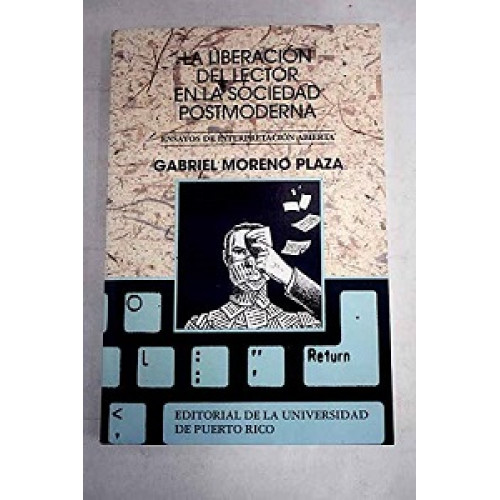 LA LIBERACIÓN
DEL LECTOR
EN LA SOCIEDAD
POSTMODERNA
ENSAYOS DE INTERPRETACIÓN ABIERTA
GABRIEL MORENO PLAZA
O
L
:
;
"
,
Return
<
,
EDITORIAL DE LA UNIVERSIDAD
DE PUERTO RICO